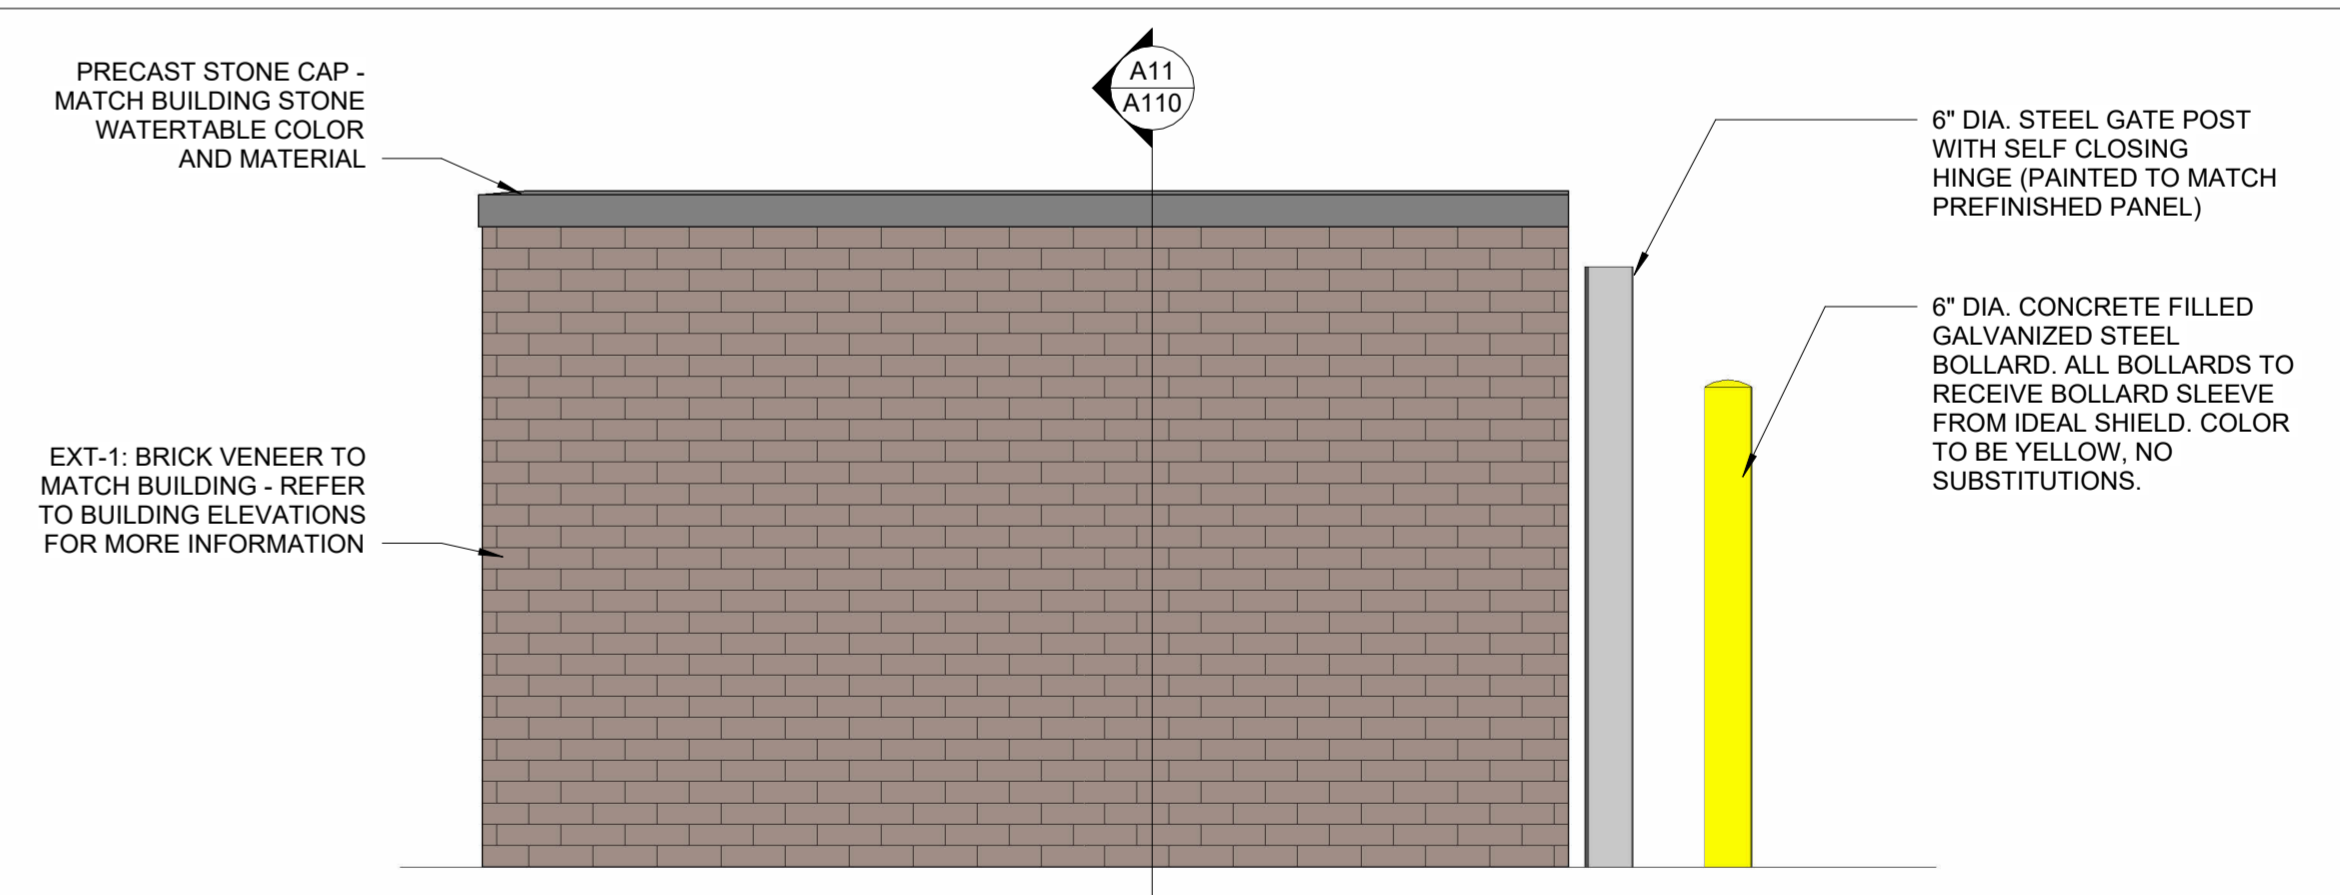 PRECAST STONE CAP -
MATCH BUILDING STONE
WATERTABLE COLOR
AND MATERIAL
A11
A110
6" DIA. STEEL GATE POST
WITH SELF CLOSING
HINGE (PAINTED TO MATCH
PREFINISHED PANEL)
6" DIA. CONCRETE FILLED
GALVANIZED STEEL
BOLLARD. ALL BOLLARDS TO
RECEIVE BOLLARD SLEEVE
FROM IDEAL SHIELD. COLOR
TO BE YELLOW, NO
SUBSTITUTIONS.
EXT-1: BRICK VENEER TO
MATCH BUILDING - REFER
TO BUILDING ELEVATIONS
FOR MORE INFORMATION